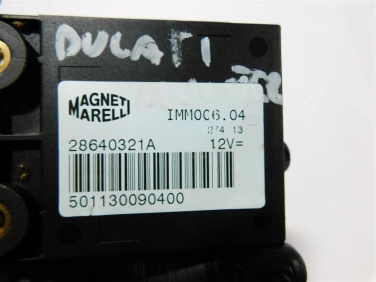 DUCATI
MAGNETI
MARELLI
IMMOC6.04
274 13
28640321A
12V=
501130090400